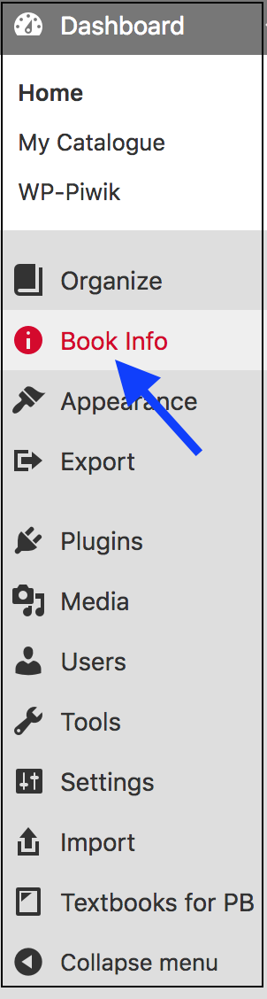 Dashboard
Home
My Catalogue
WP-Piwik
Organize
Book Info
Appearance
Export
Plugins
Media
Users
Tools
Settings
Import
Textbooks for PB
Collapse menu